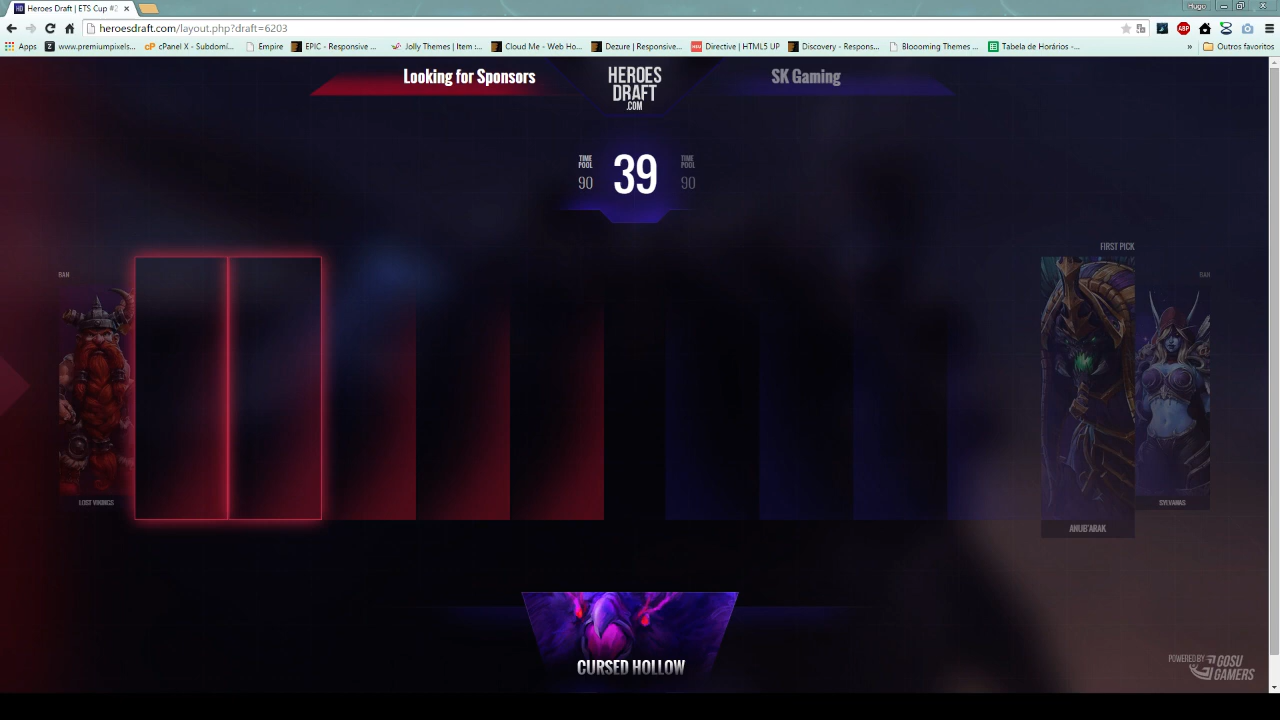 Heroes Draft | ETS Cup #2
Hugo
heroesdraft.com/layout.php?draft=6203
Apps
www.premiumpixels...
cPanel X - Subdomí...
Empire
EPIC - Responsive ...
Jolly Themes | Item : ...
Cloud Me - Web Ho...
Dezure | Responsive...
Directive | HTML5 UP
Discovery - Respons...
Bloooming Themes ...
Tabela de Horários -...
»
Outros favoritos
Looking for Sponsors
HEROES
DRAFT
.COM
SK Gaming
TIME
POOL
90
39
TIME
POOL
90
FIRST PICK
BAN
BAN
LOST VIKINGS
SYLVANAS
ANUB'ARAK
CURSED HOLLOW
POWERED BY
GOSU
GAMERS